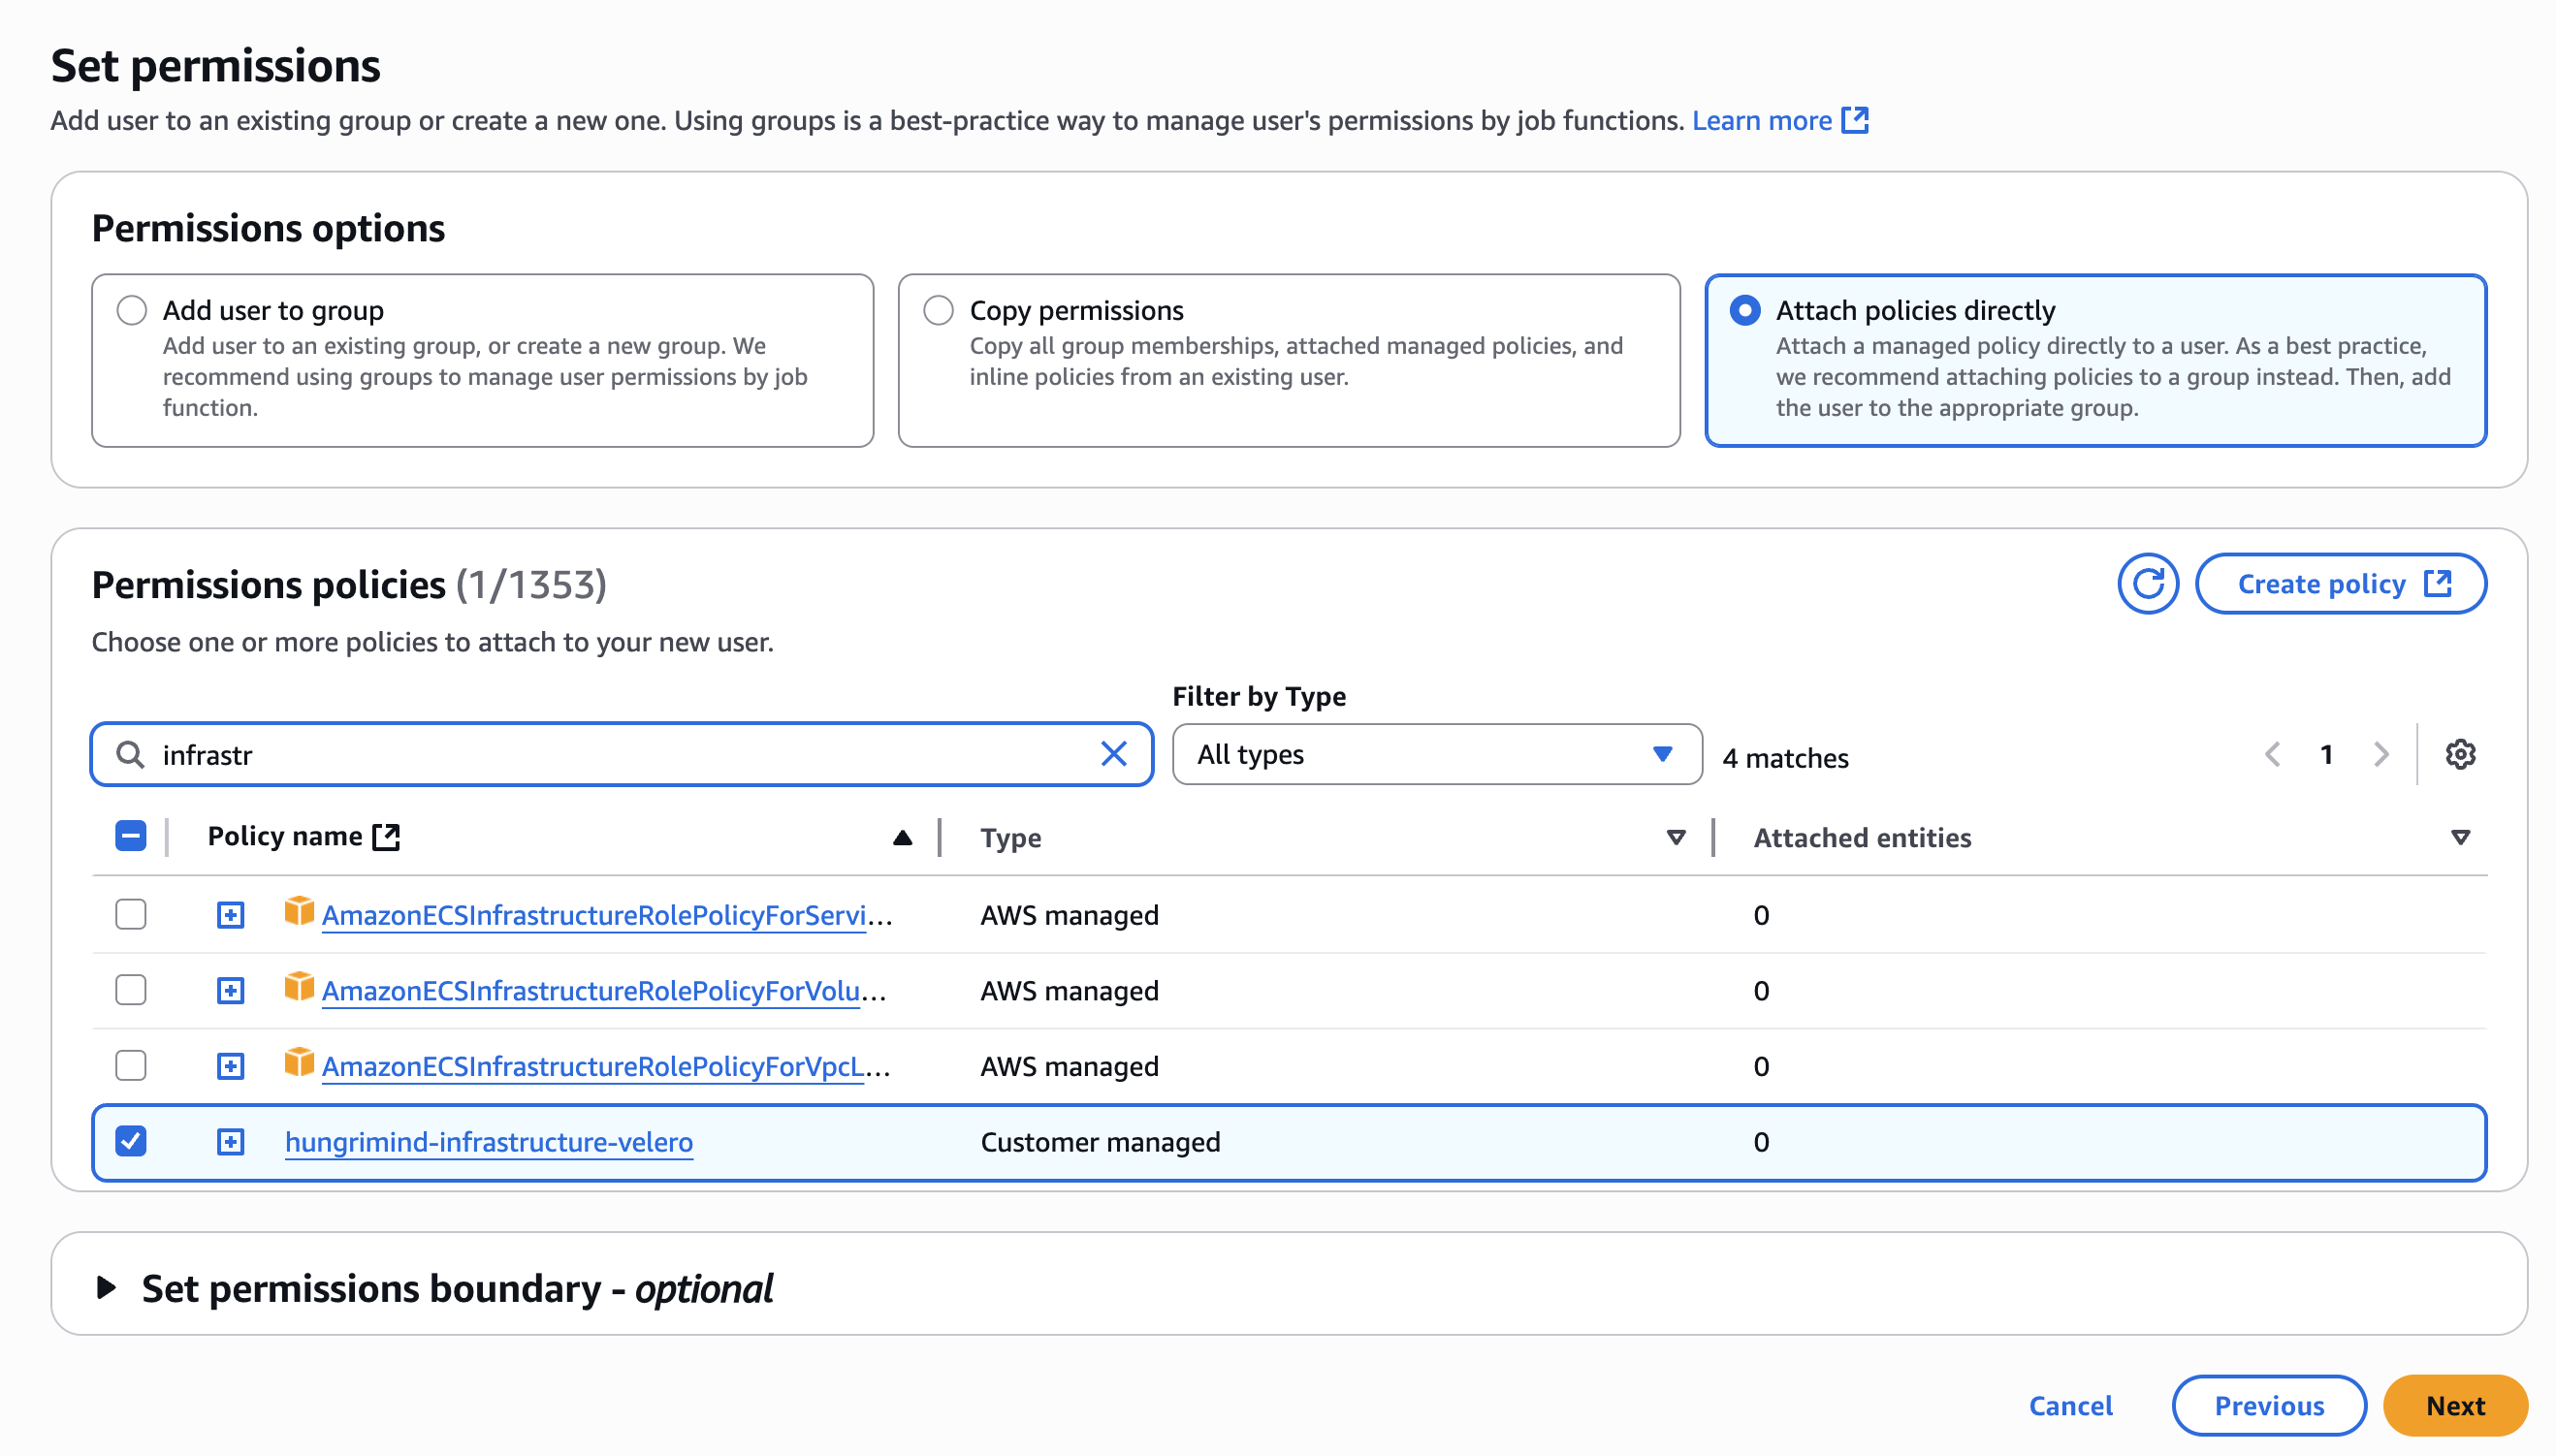 Set permissions
Add user to an existing group or create a new one. Using groups is a best-practice way to manage user's permissions by job functions. Learn more
Permissions options
Add user to group
Add user to an existing group, or create a new group. We
recommend using groups to manage user permissions by job
function.
Copy permissions
Copy all group memberships, attached managed policies, and
inline policies from an existing user.
Attach policies directly
Attach a managed policy directly to a user. As a best practice,
we recommend attaching policies to a group instead. Then, add
the user to the appropriate group.
Permissions policies (1/1353)
Create policy
Choose one or more policies to attach to your new user.
Filter by Type
infrastr
All types
4 matches
1
Policy name
Type
Attached entities
AmazonECSInfrastructureRolePolicyForServi...
AWS managed
0
AmazonECSInfrastructureRolePolicyForVolu...
AWS managed
0
AmazonECSInfrastructureRolePolicyForVpcL...
AWS managed
0
hungrimind-infrastructure-velero
Customer managed
0
Set permissions boundary - optional
Cancel
Previous
Next